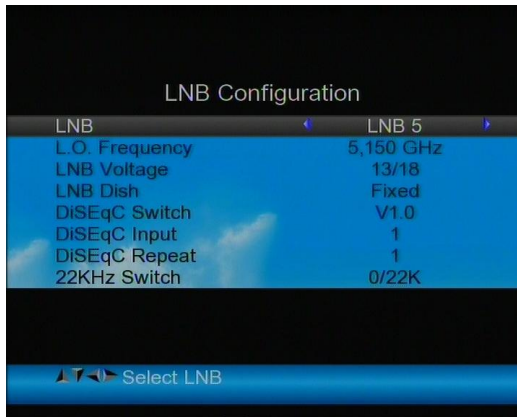 LNB Configuration
LNB LNB 5
L.O. Frequency 5,150 GHz
LNB Voltage 13/18
LNB Dish Fixed
DiSEqC Switch V1.0
DiSEqC Input 1
DiSEqC Repeat 1
22KHz Switch 0/22K
Select LNB